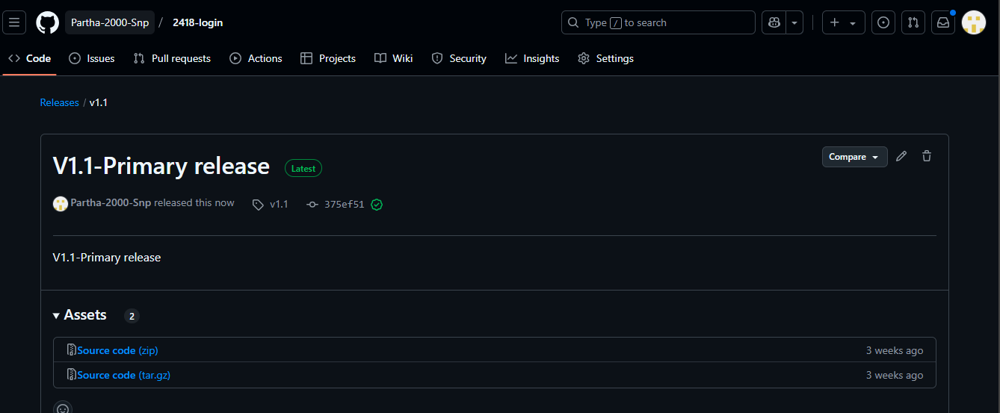 Partha-2000-Snp / 2418-login
Type / to search
Code Issues Pull requests Actions Projects Wiki Security Insights Settings
Releases / v1.1
V1.1-Primary release Latest
Compare
Partha-2000-Snp released this now v1.1 375ef51
V1.1-Primary release
Assets 2
Source code (zip) 3 weeks ago
Source code (tar.gz) 3 weeks ago